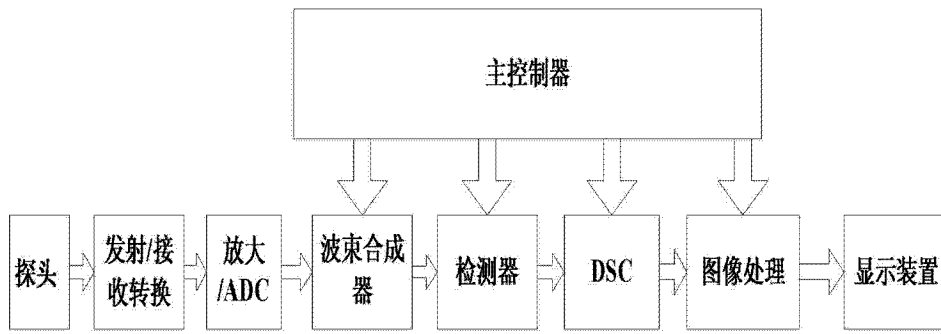 主控制器
探头
发射/接
收转换
放大
/ADC
波束合成
器
检测器
DSC
图像处理
显示装置